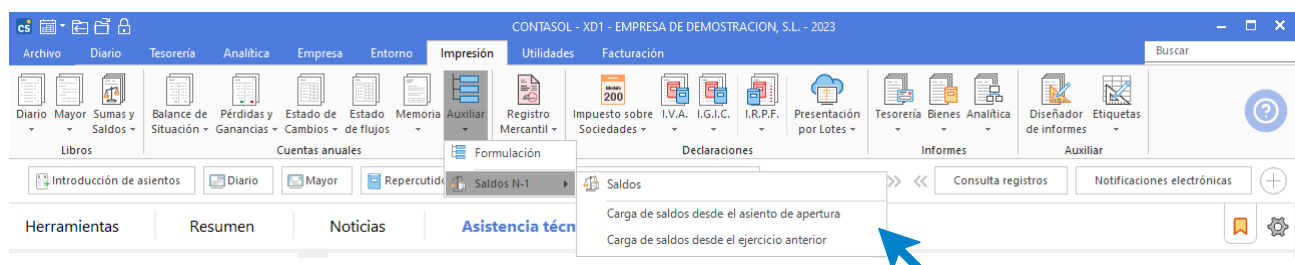 cs CONTASOL - XD1 - EMPRESA DE DEMOSTRACION, S.L. - 2023
Archivo Diario Tesorería Analítica Empresa Entorno Impresión Utilidades Facturación Buscar
Diario Mayor Sumas y Saldos Balance de Situación Pérdidas y Ganancias Estado de Cambios Estado de flujos Memoria Auxiliar Registro Mercantil Modelo 200 Impuesto sobre Sociedades I.V.A. I.G.I.C. I.R.P.F. Presentación por Lotes Tesorería Bienes Analítica Diseñador de informes Etiquetas
Libros Cuentas anuales Declaraciones Informes Auxiliar
Formulación
Introducción de asientos Diario Mayor Saldos N-1 Saldos Consulta registros Notificaciones electrónicas
Carga de saldos desde el asiento de apertura
Herramientas Resumen Noticias
Carga de saldos desde el ejercicio anterior